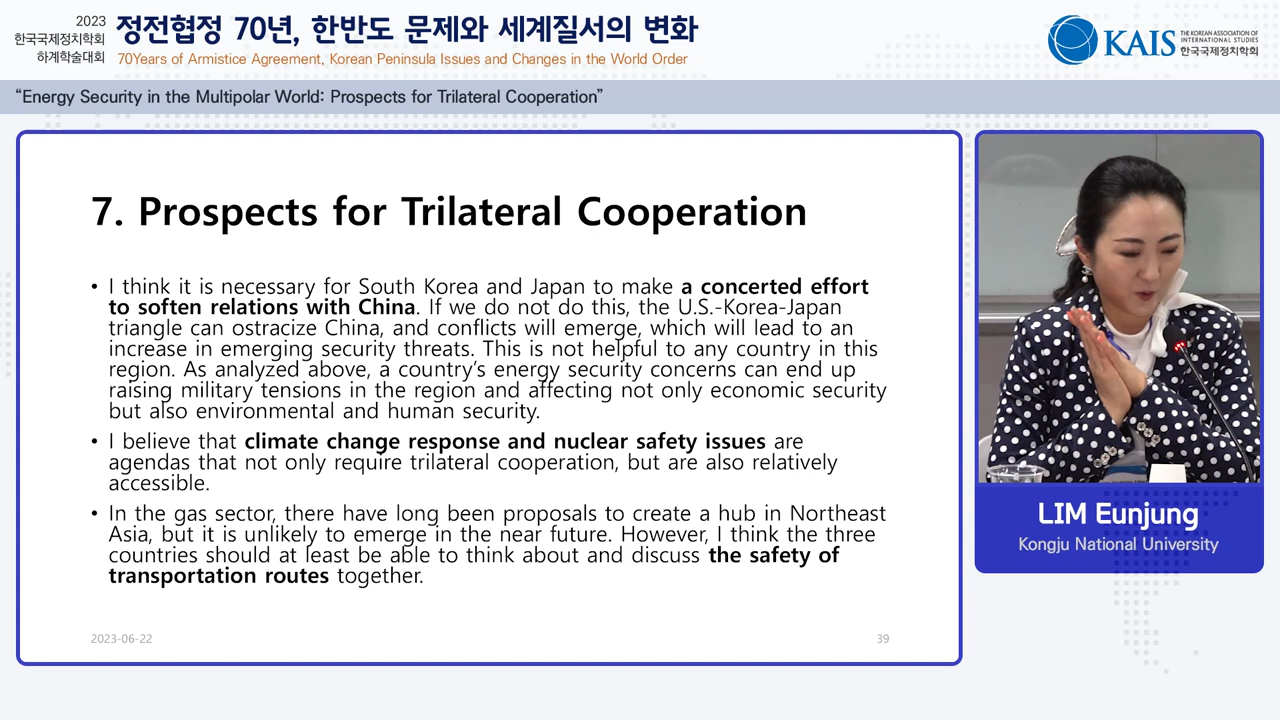 2023
한국국제정치학회
하계학술대회
정전협정 70년, 한반도 문제와 세계질서의 변화
70Years of Armistice Agreement, Korean Peninsula Issues and Changes in the World Order
KAIS
THE KOREAN ASSOCIATION OF
INTERNATIONAL STUDIES
한국국제정치학회
“Energy Security in the Multipolar World: Prospects for Trilateral Cooperation”
7. Prospects for Trilateral Cooperation
• I think it is necessary for South Korea and Japan to make a concerted effort
to soften relations with China. If we do not do this, the U.S.-Korea-Japan
triangle can ostracize China, and conflicts will emerge, which will lead to an
increase in emerging security threats. This is not helpful to any country in this
region. As analyzed above, a country’s energy security concerns can end up
raising military tensions in the region and affecting not only economic security
but also environmental and human security.
• I believe that climate change response and nuclear safety issues are
agendas that not only require trilateral cooperation, but are also relatively
accessible.
• In the gas sector, there have long been proposals to create a hub in Northeast
Asia, but it is unlikely to emerge in the near future. However, I think the three
countries should at least be able to think about and discuss the safety of
transportation routes together.
2023-06-22
39
LIM Eunjung
Kongju National University